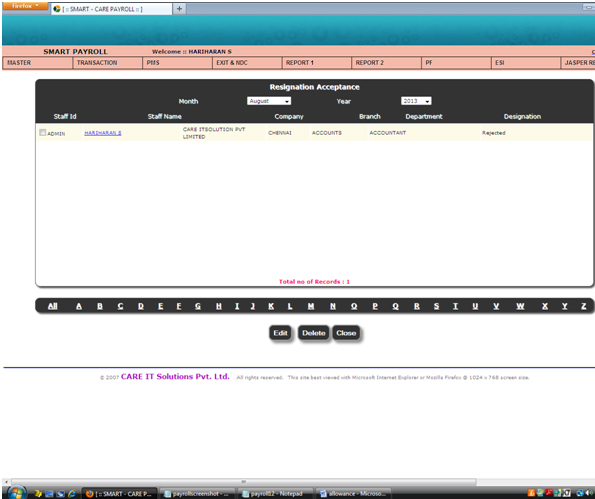 Firefox
[ :: SMART - CARE PAYROLL :: ]
SMART PAYROLL Welcome :: HARIHARAN S
MASTER TRANSACTION PMS EXIT & NDC REPORT 1 REPORT 2 PF ESI JASPER RE
Resignation Acceptance
Month August Year 2013
Staff Id Staff Name Company Branch Department Designation
ADMIN HARIHARAN S CARE ITSOLUTION PVT LIMITED CHENNAI ACCOUNTS ACCOUNTANT Rejected
Total no of Records : 1
All A B C D E F G H I J K L M N O P Q R S T U V W X Y Z
Edit Delete Close
© 2007 CARE IT Solutions Pvt. Ltd. All rights reserved. This site best viewed with Microsoft Internet Explorer or Mozilla Firefox @ 1024 x 768 screen size.
[ :: SMART - CARE P... payrollscreenshot - ... payroll12 - Notepad allowance - Microso...